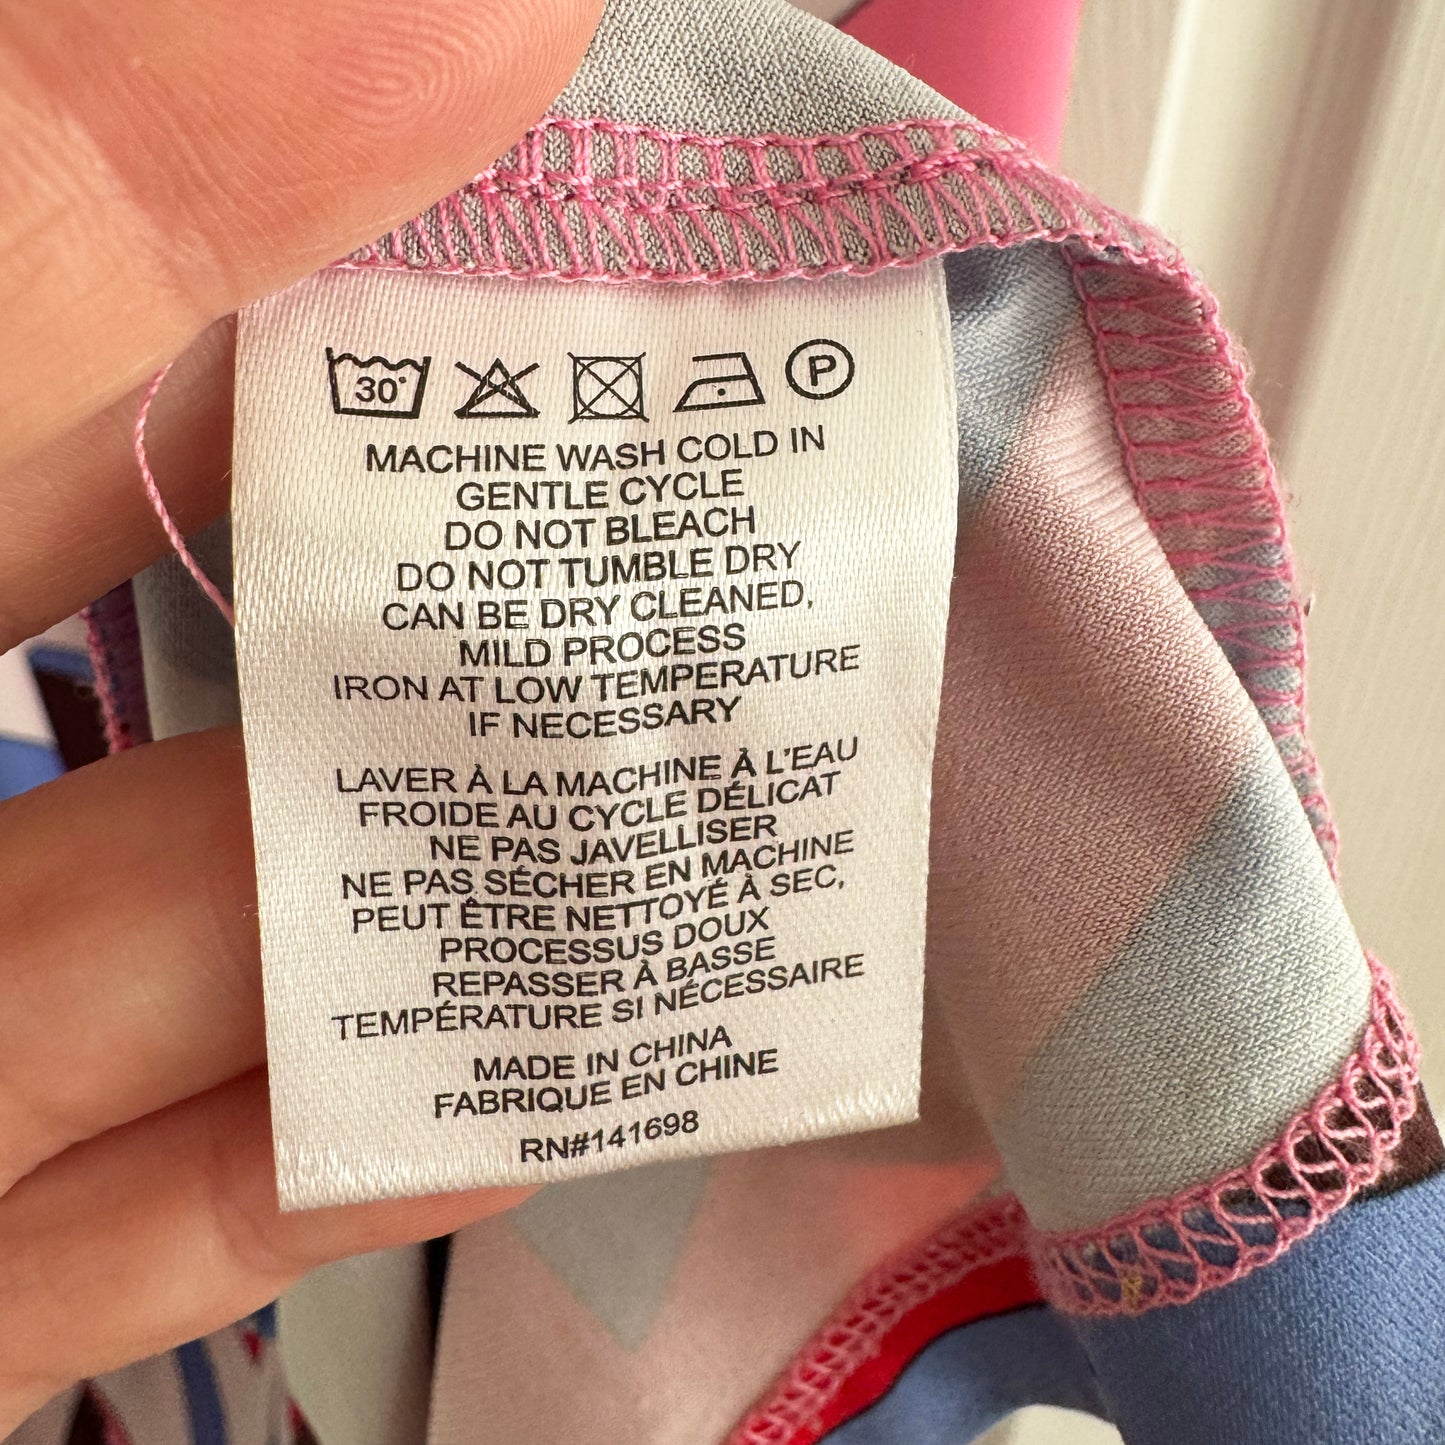 30°
P
MACHINE WASH COLD IN
GENTLE CYCLE
DO NOT BLEACH
DO NOT TUMBLE DRY
CAN BE DRY CLEANED,
MILD PROCESS
IRON AT LOW TEMPERATURE
IF NECESSARY
LAVER À LA MACHINE À L'EAU
FROIDE AU CYCLE DÉLICAT
NE PAS JAVELLISER
NE PAS SÉCHER EN MACHINE
PEUT ÊTRE NETTOYÉ À SEC,
PROCESSUS DOUX
REPASSER À BASSE
TEMPÉRATURE SI NÉCESSAIRE
MADE IN CHINA
FABRIQUE EN CHINE
RN#141698